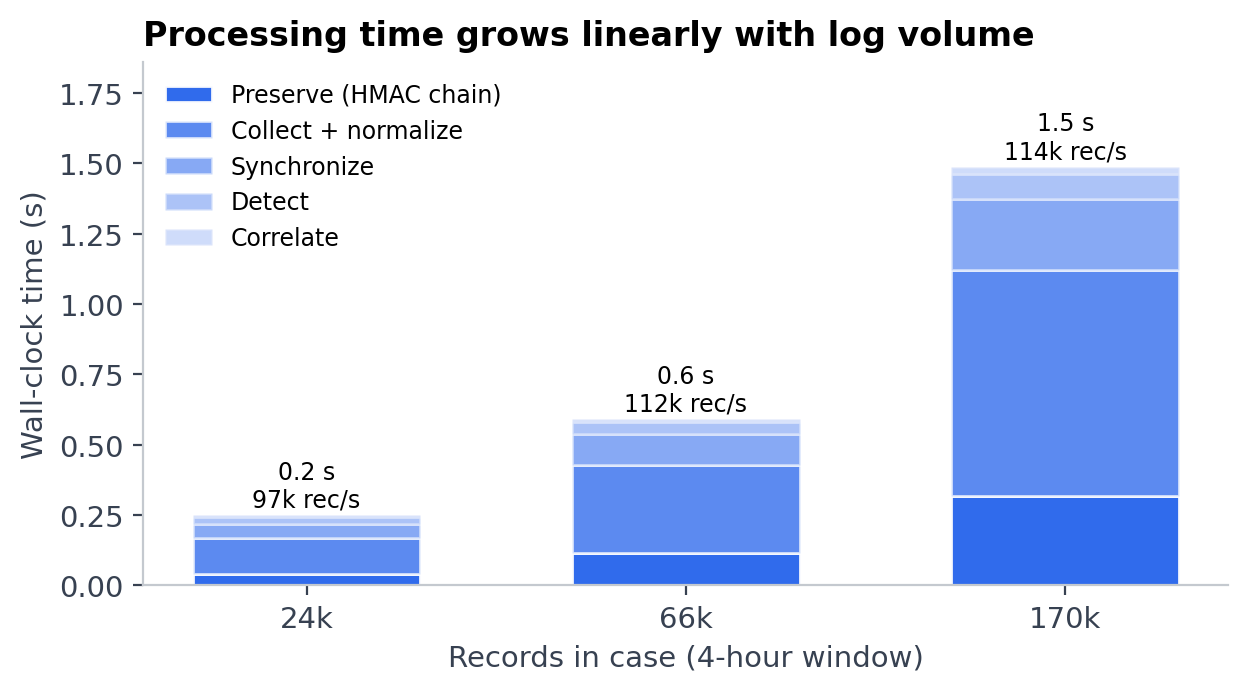 Processing time grows linearly with log volume
Preserve (HMAC chain)
Collect + normalize
Synchronize
Detect
Correlate
Wall-clock time (s)
1.75
1.50
1.25
1.00
0.75
0.50
0.25
0.00
0.2 s
97k rec/s
0.6 s
112k rec/s
1.5 s
114k rec/s
24k
66k
170k
Records in case (4-hour window)